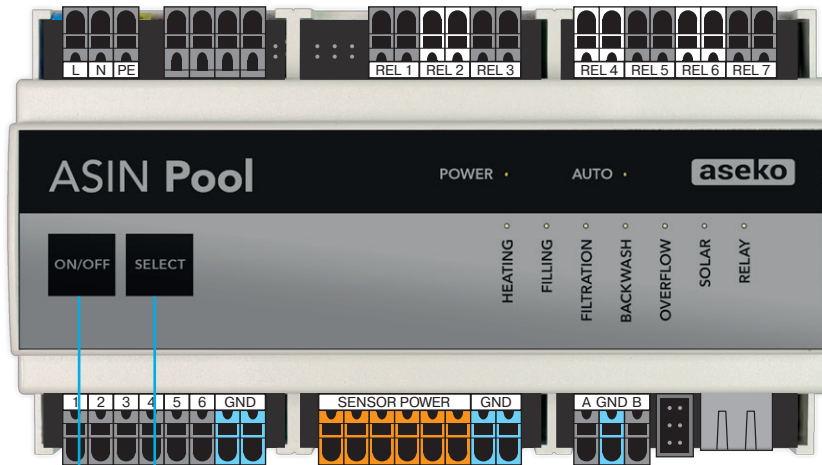 L N PE REL 1 REL 2 REL 3 REL 4 REL 5 REL 6 REL 7
ASIN Pool POWER AUTO aseko
ON/OFF SELECT
HEATING
FILLING
FILTRATION
BACKWASH
OVERFLOW
SOLAR
RELAY
1 2 3 4 5 6 GND SENSOR POWER GND A GND B